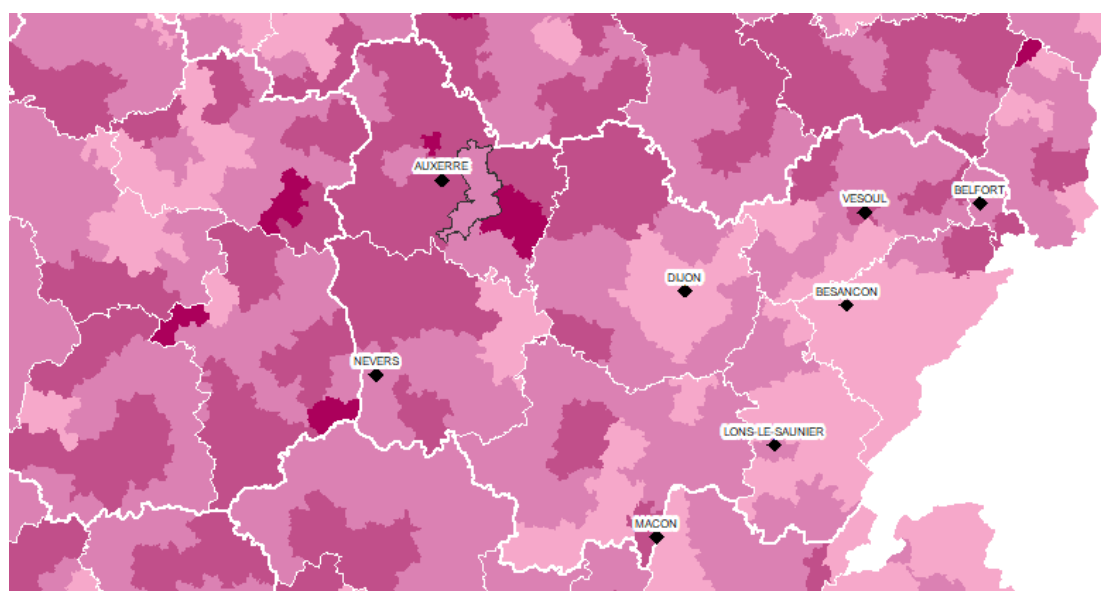 AUXERRE
BELFORT
VESOUL
DIJON
BESANCON
NEVERS
LONS-LE-SAUNIER
MACON